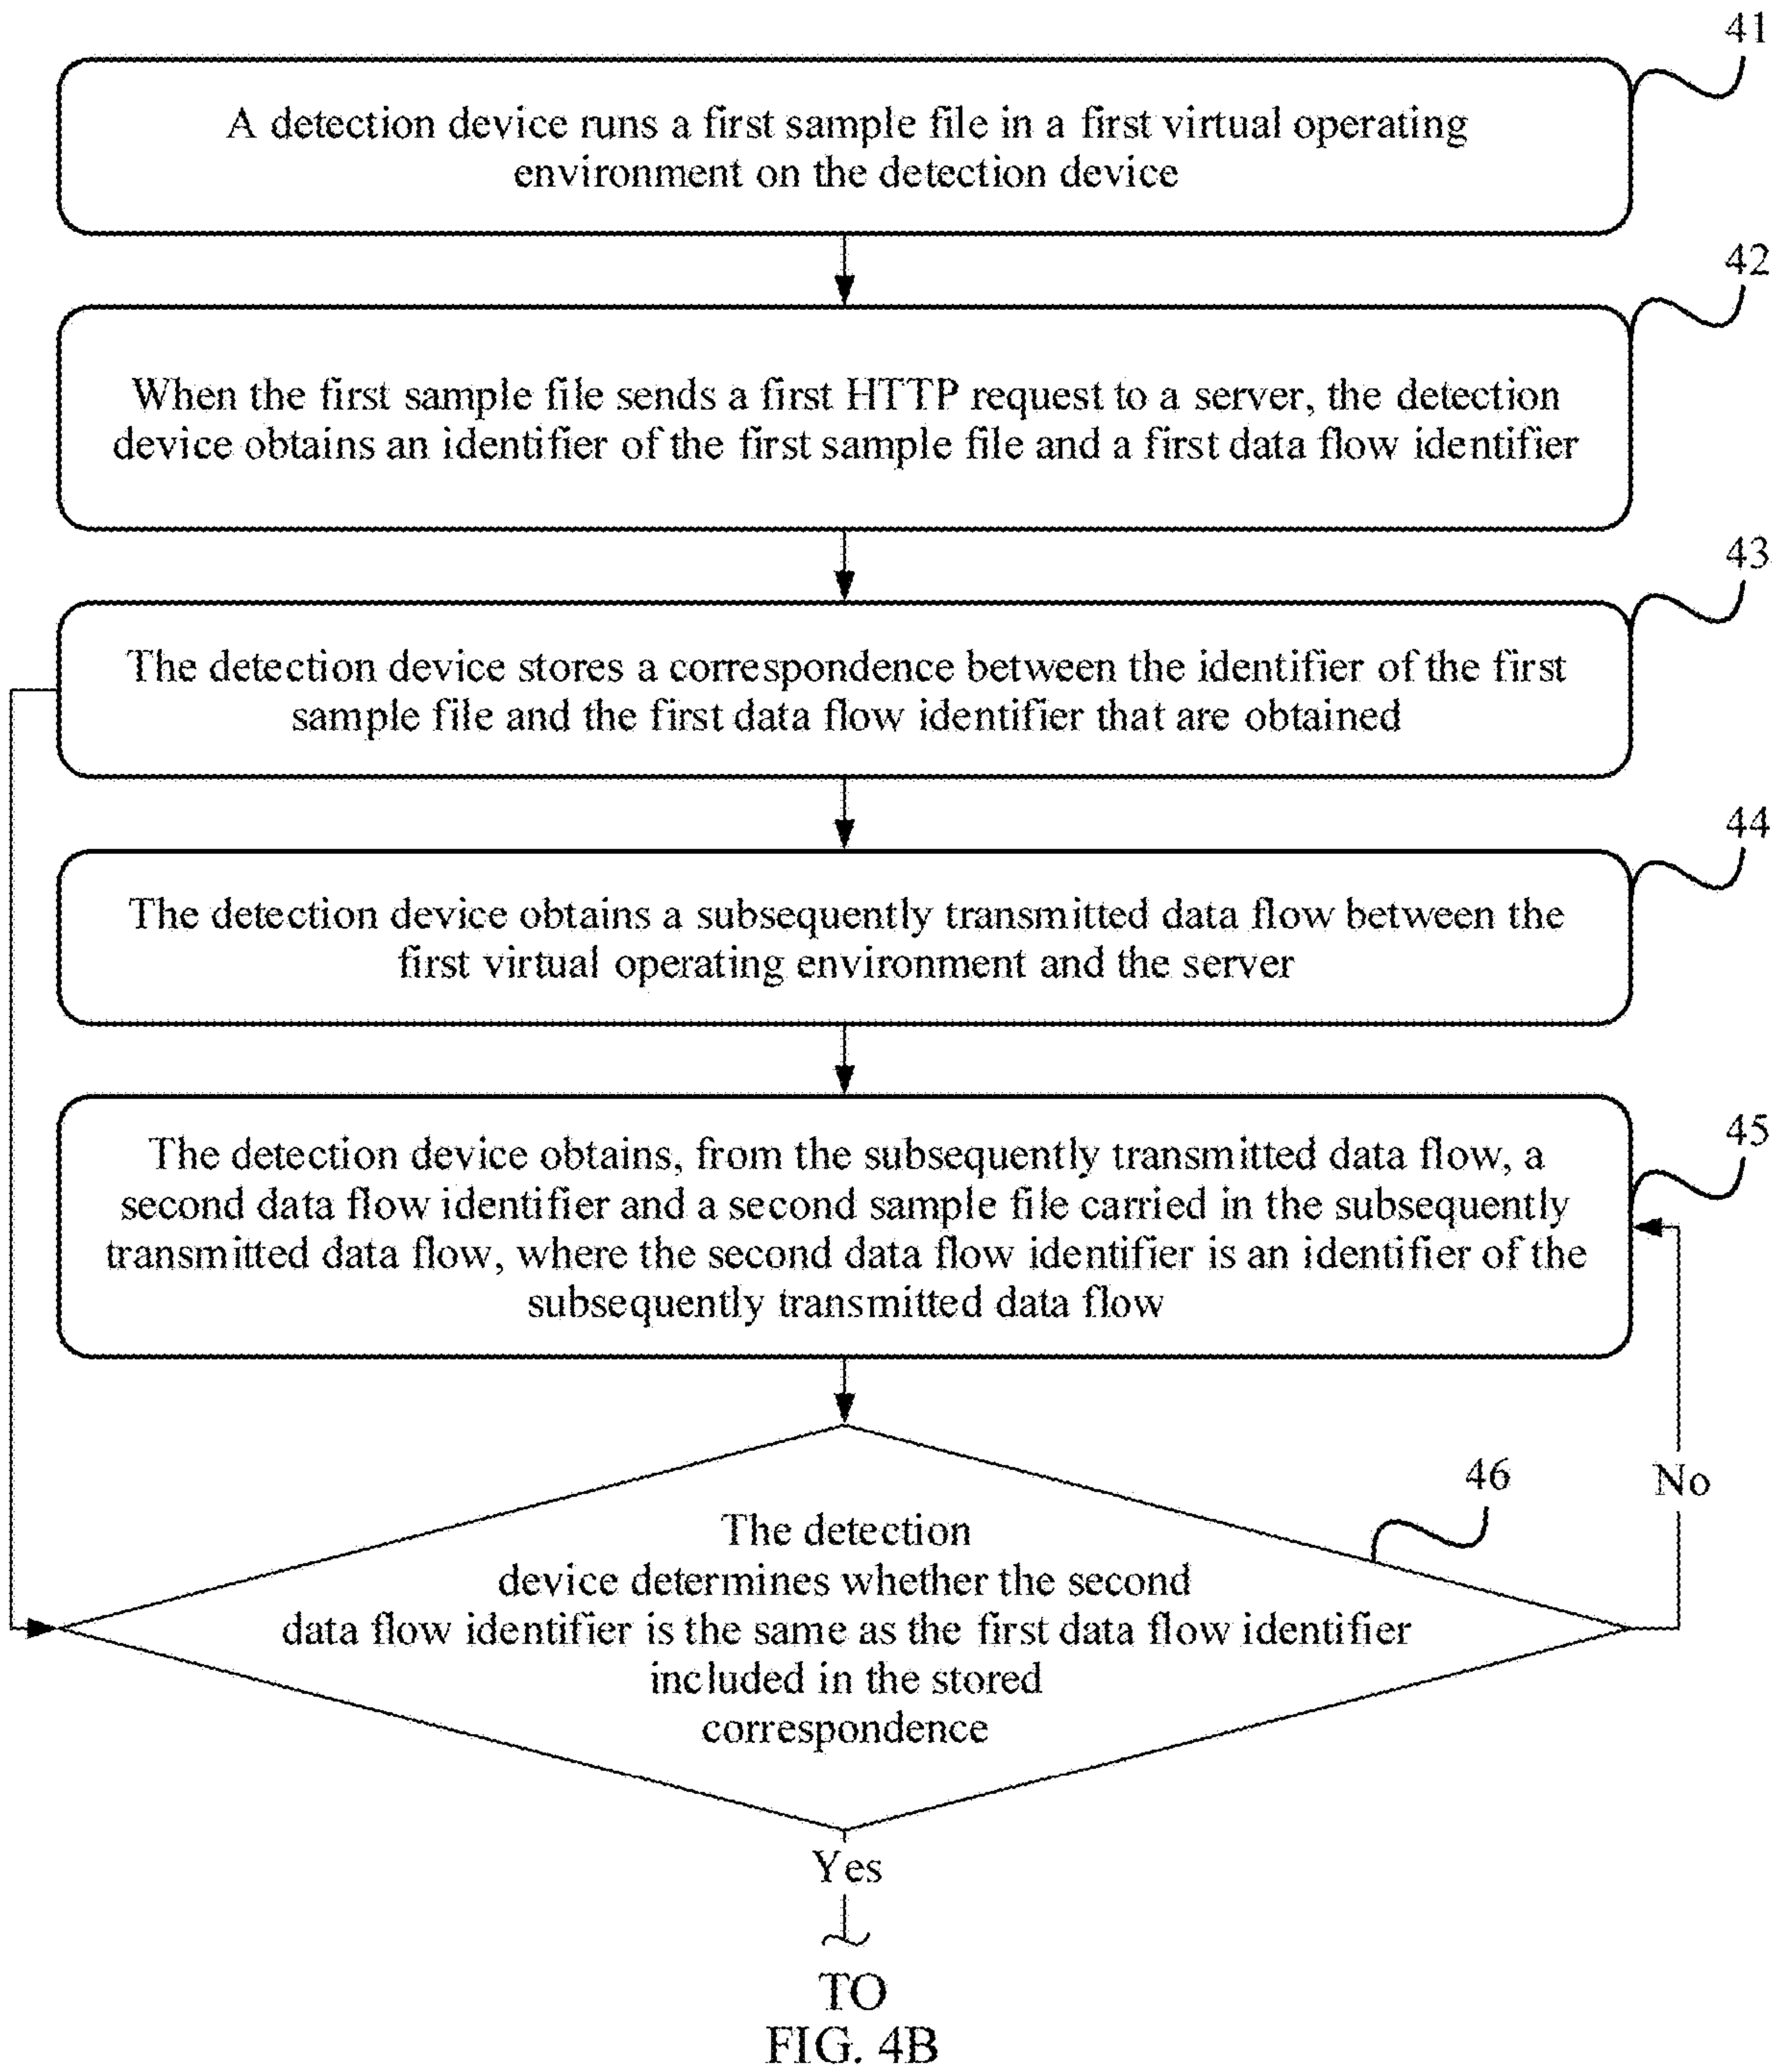 41
A detection device runs a first sample file in a first virtual operating
environment on the detection device
42
When the first sample file sends a first HTTP request to a server, the detection
device obtains an identifier of the first sample file and a first data flow identifier
43
The detection device stores a correspondence between the identifier of the first
sample file and the first data flow identifier that are obtained
44
The detection device obtains a subsequently transmitted data flow between the
first virtual operating environment and the server
45
The detection device obtains, from the subsequently transmitted data flow, a
second data flow identifier and a second sample file carried in the subsequently
transmitted data flow, where the second data flow identifier is an identifier of the
subsequently transmitted data flow
46
No
The detection
device determines whether the second
data flow identifier is the same as the first data flow identifier
included in the stored
correspondence
Yes
TO
FIG. 4B